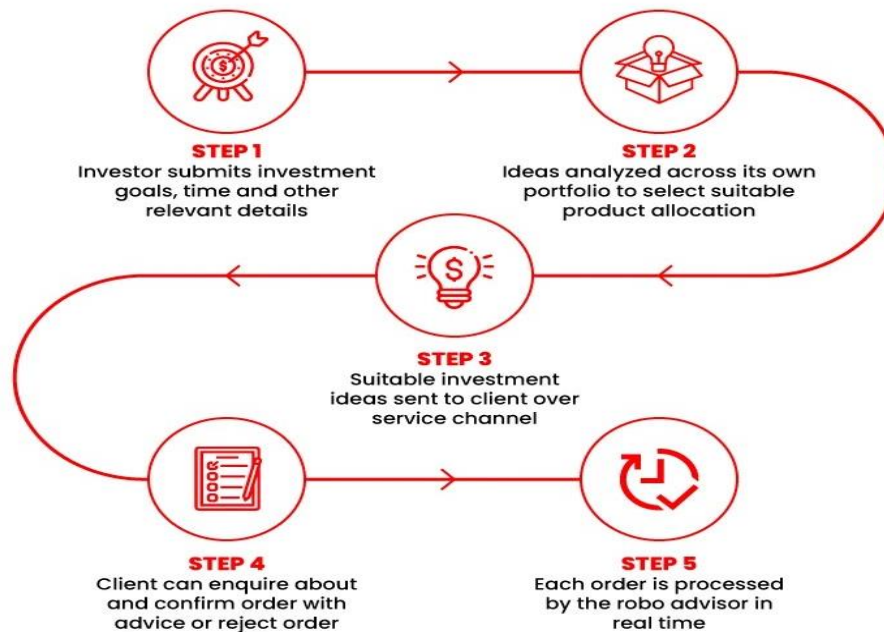 STEP 1
Investor submits investment
goals, time and other
relevant details
STEP 2
Ideas analyzed across its own
portfolio to select suitable
product allocation
$
STEP 3
Suitable investment
ideas sent to client over
service channel
STEP 4
Client can enquire about
and confirm order with
advice or reject order
STEP 5
Each order is processed
by the robo advisor in
real time